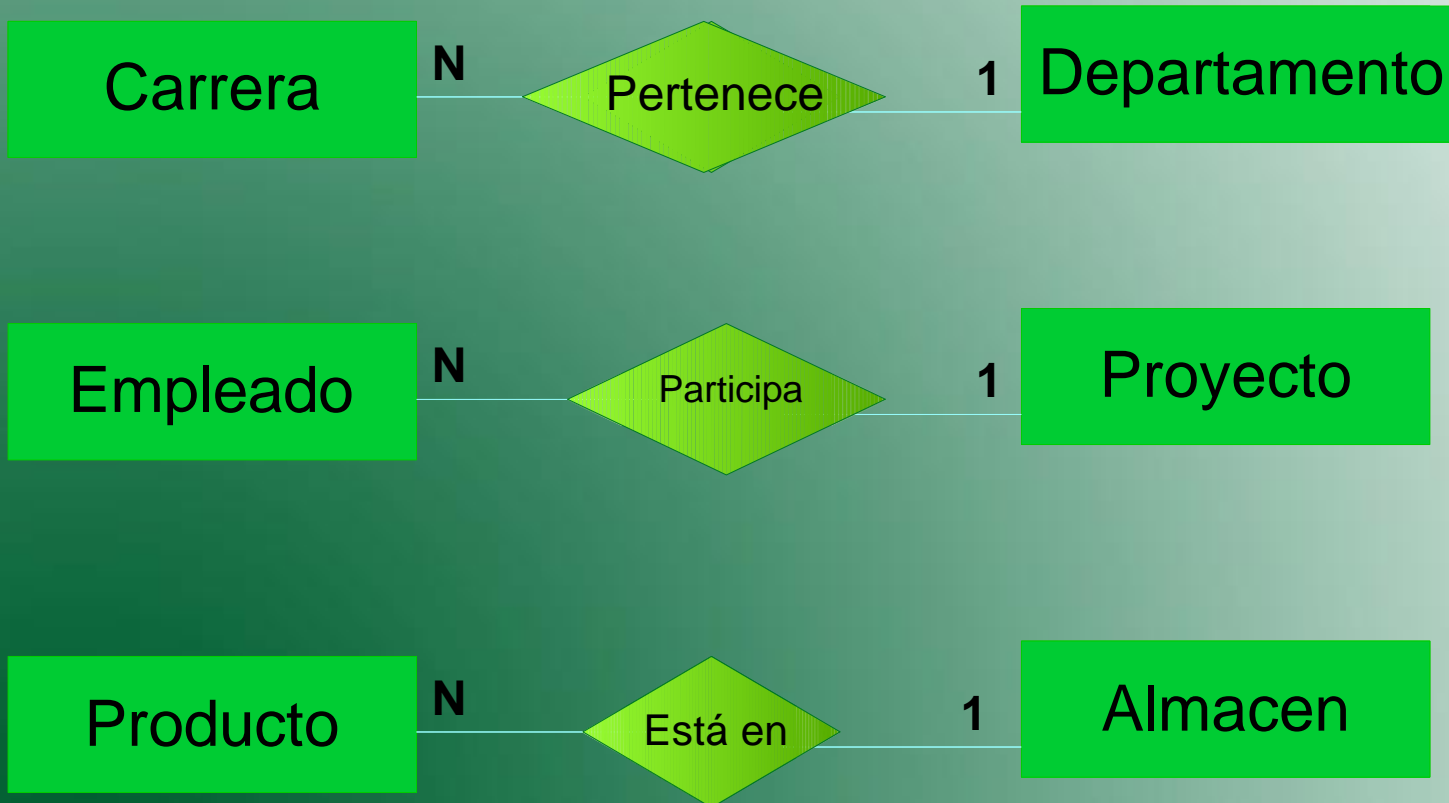 Carrera N Pertenece 1 Departamento
Empleado N Participa 1 Proyecto
Producto N Está en 1 Almacen